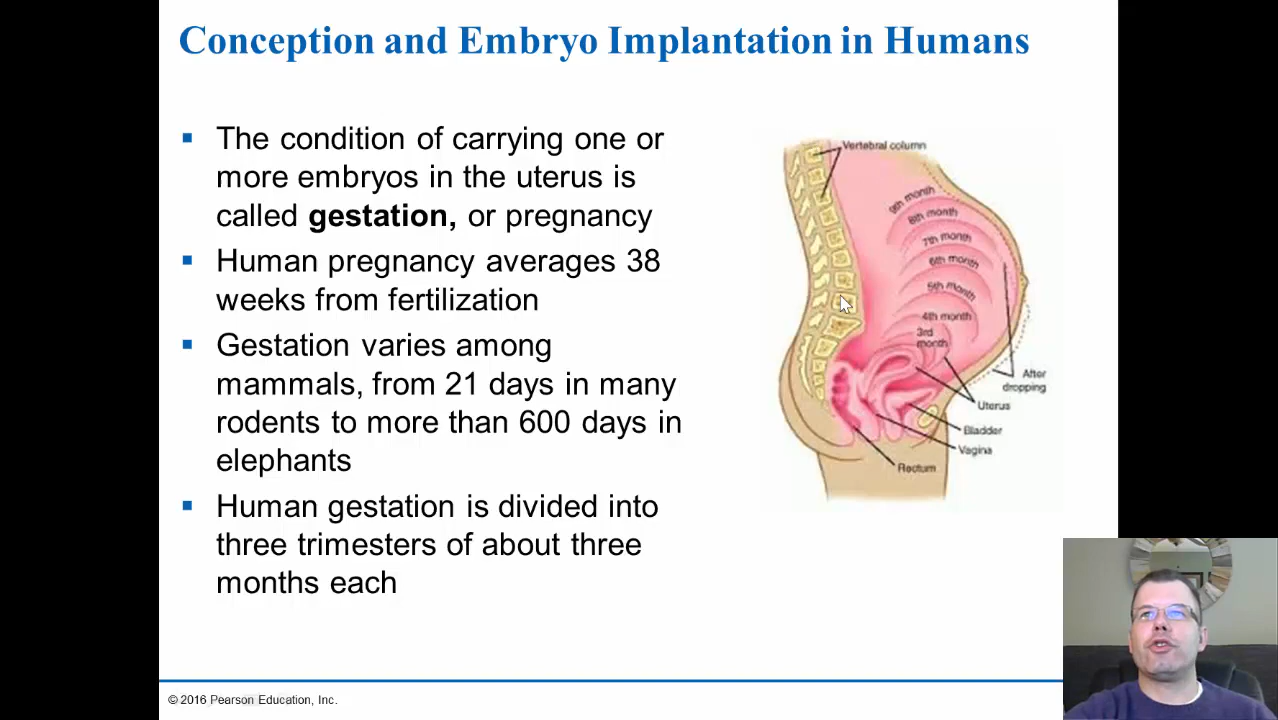 Conception and Embryo Implantation in Humans
▪ The condition of carrying one or
more embryos in the uterus is
called gestation, or pregnancy
▪ Human pregnancy averages 38
weeks from fertilization
▪ Gestation varies among
mammals, from 21 days in many
rodents to more than 600 days in
elephants
▪ Human gestation is divided into
three trimesters of about three
months each
Vertebral column
9th month
8th month
7th month
6th month
5th month
4th month
3rd
month
After
dropping
Uterus
Bladder
Vagina
Rectum
© 2016 Pearson Education, Inc.